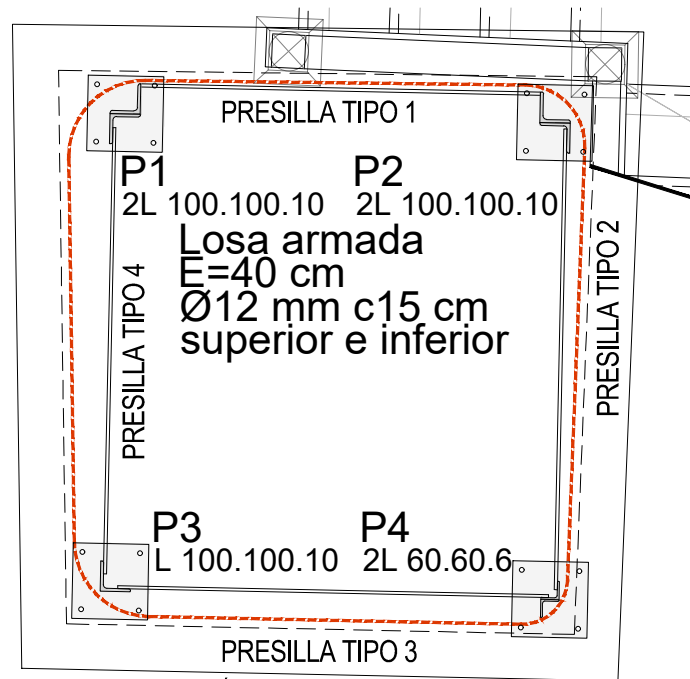 PRESILLA TIPO 1
P1
P2
2L 100.100.10
2L 100.100.10
Losa armada
E=40 cm
Ø12 mm c15 cm
superior e inferior
PRESILLA TIPO 4
PRESILLA TIPO 2
P3
P4
L 100.100.10
2L 60.60.6
PRESILLA TIPO 3